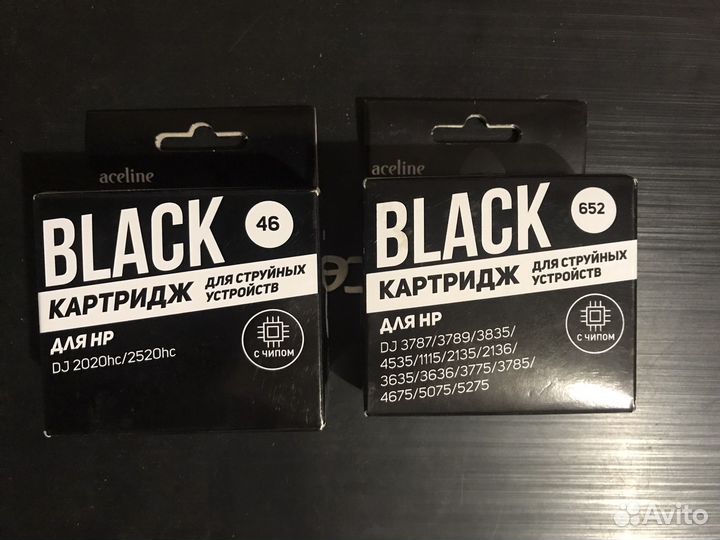 aceline
BLACK
46
КАРТРИДЖ
ДЛЯ СТРУЙНЫХ
УСТРОЙСТВ
ДЛЯ HP
DJ 2020hc/2520hc
С ЧИПОМ
aceline
BLACK
652
КАРТРИДЖ
ДЛЯ СТРУЙНЫХ
УСТРОЙСТВ
ДЛЯ HP
DJ 3787/3789/3835/
4535/1115/2135/2136/
3635/3636/3775/3785/
4675/5075/5275
С ЧИПОМ
Avito